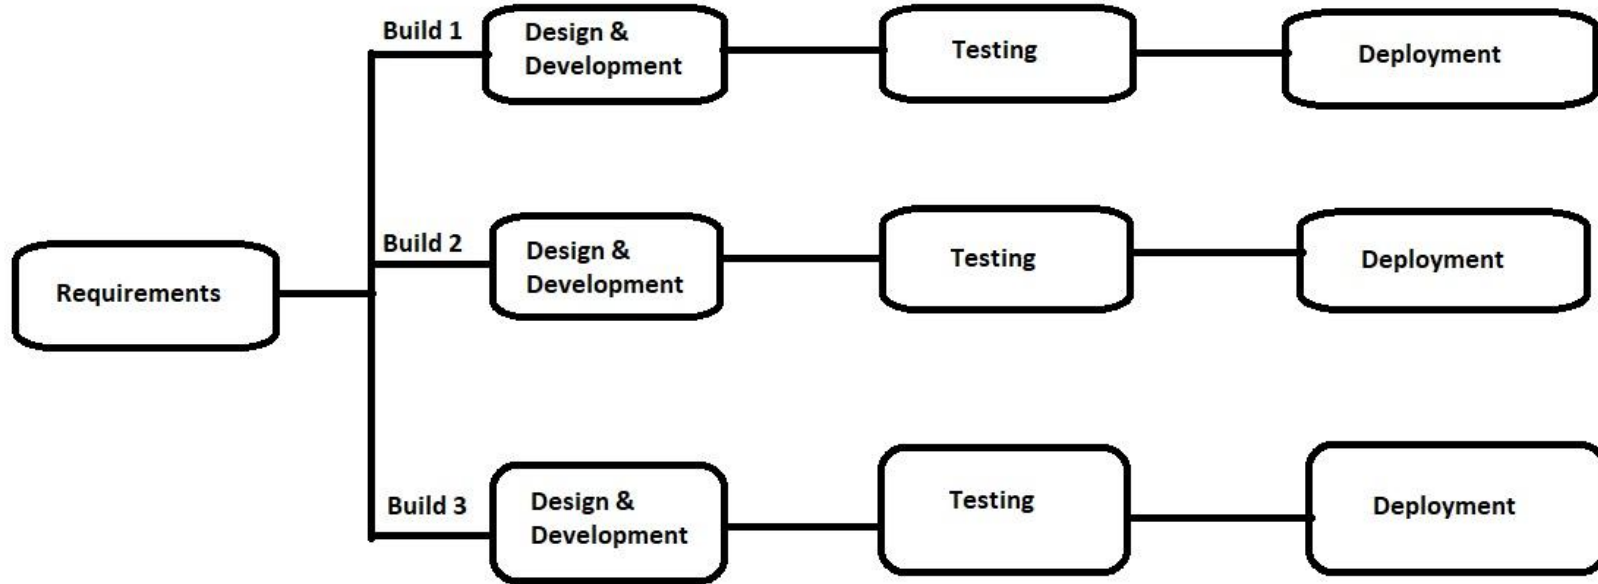 Build 1
Design &
Development
Testing
Deployment
Build 2
Design &
Development
Testing
Deployment
Requirements
Build 3
Design &
Development
Testing
Deployment